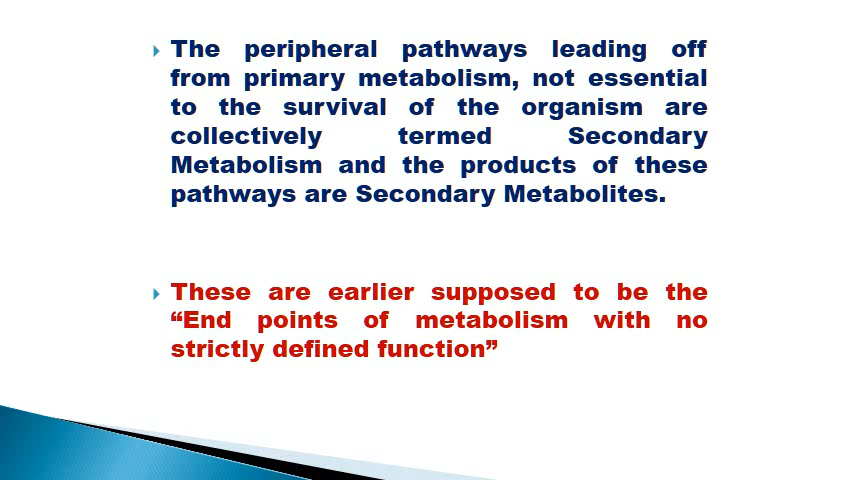 The peripheral pathways leading off
from primary metabolism, not essential
to the survival of the organism are
collectively termed Secondary
Metabolism and the products of these
pathways are Secondary Metabolites.
These are earlier supposed to be the
“End points of metabolism with no
strictly defined function”